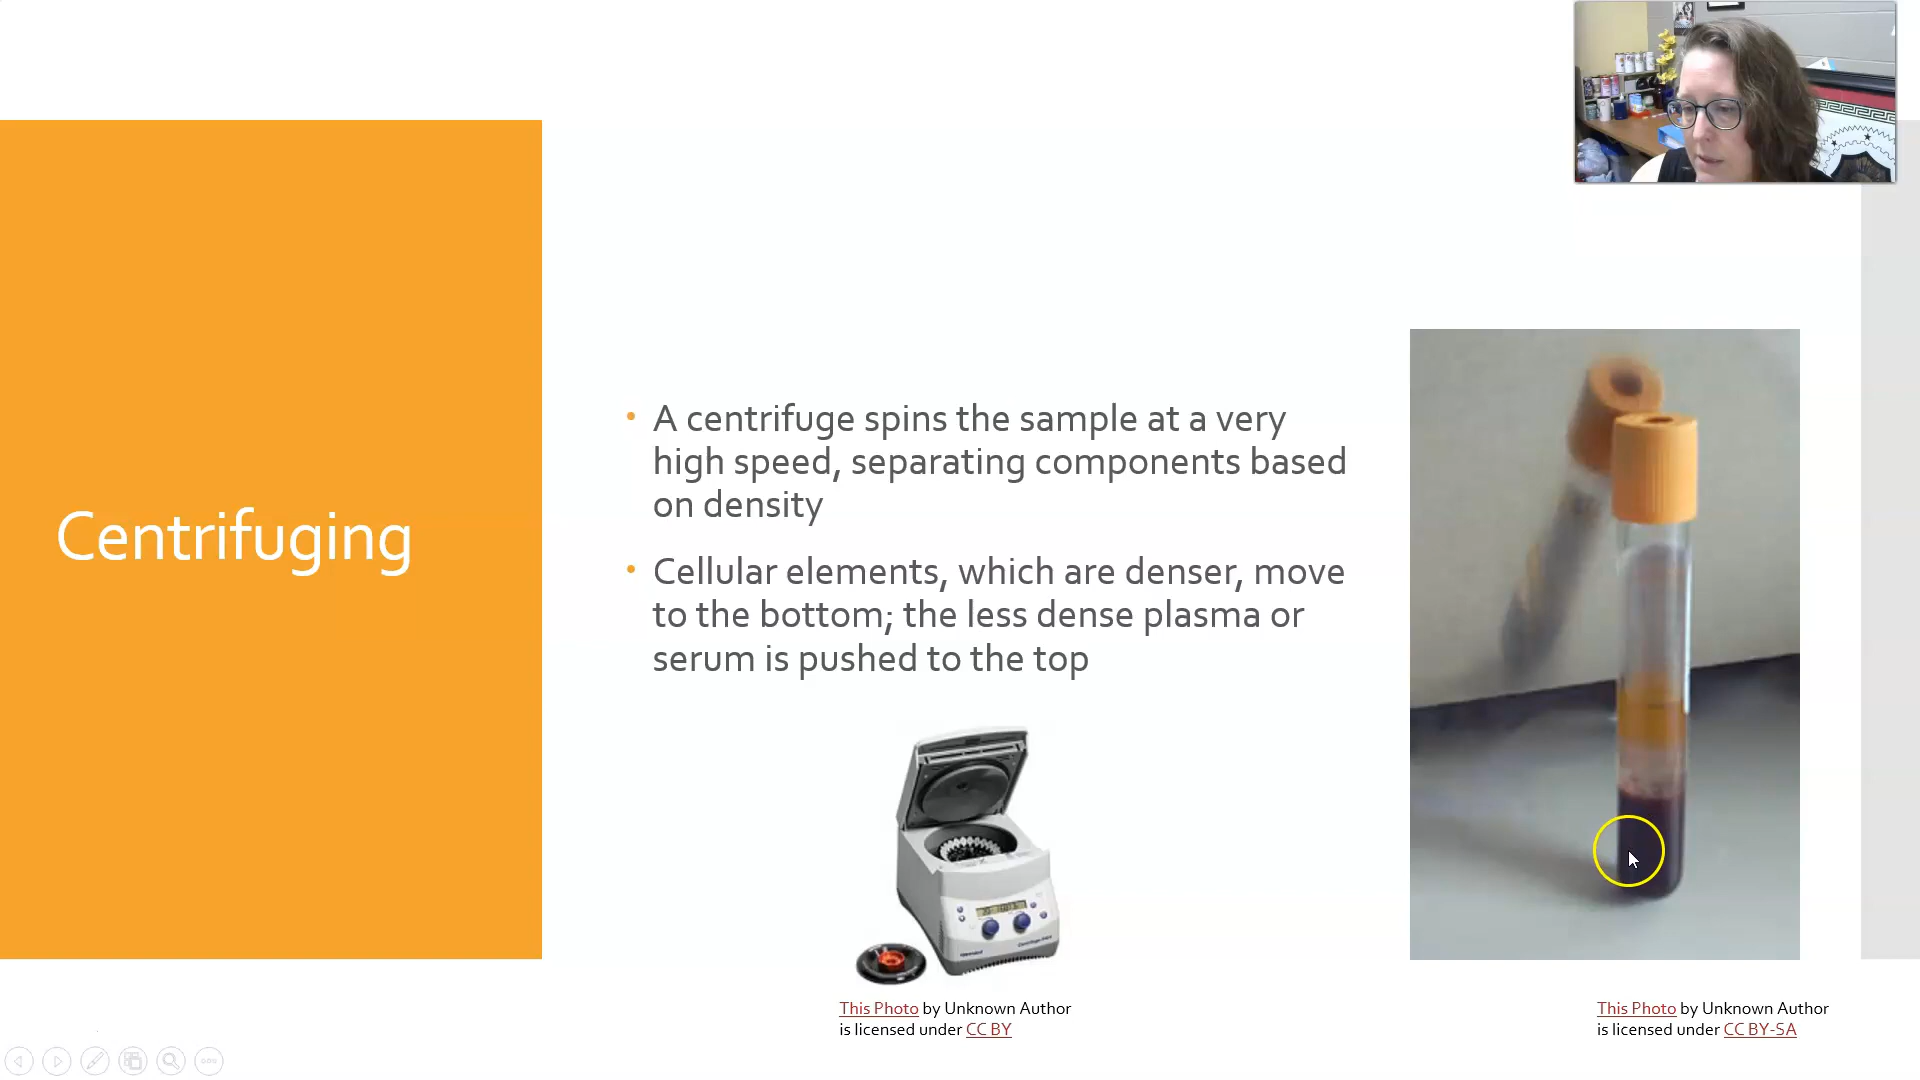 Centrifuging
• A centrifuge spins the sample at a very
high speed, separating components based
on density
• Cellular elements, which are denser, move
to the bottom; the less dense plasma or
serum is pushed to the top
This Photo by Unknown Author
is licensed under CC BY
This Photo by Unknown Author
is licensed under CC BY-SA